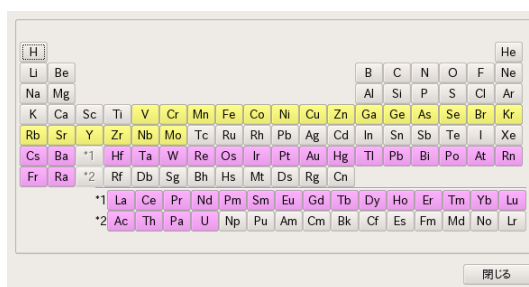 H He
Li Be B C N O F Ne
Na Mg Al Si P S Cl Ar
K Ca Sc Ti V Cr Mn Fe Co Ni Cu Zn Ga Ge As Se Br Kr
Rb Sr Y Zr Nb Mo Tc Ru Rh Pb Ag Cd In Sn Sb Te I Xe
Cs Ba *1 Hf Ta W Re Os Ir Pt Au Hg Tl Pb Bi Po At Rn
Fr Ra *2 Rf Db Sg Bh Hs Mt Ds Rg Cn
*1 La Ce Pr Nd Pm Sm Eu Gd Tb Dy Ho Er Tm Yb Lu
*2 Ac Th Pa U Np Pu Am Cm Bk Cf Es Fm Md No Lr
閉じる